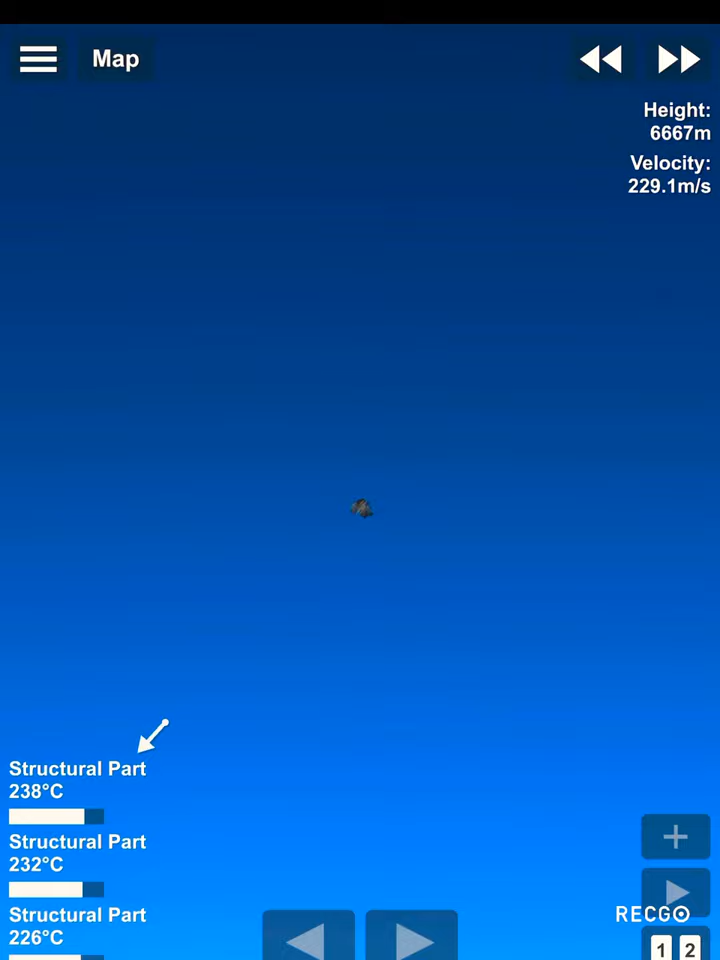 Map
Height:
6667m
Velocity:
229.1m/s
Structural Part
238°C
Structural Part
232°C
Structural Part
226°C
RECGO
1 2